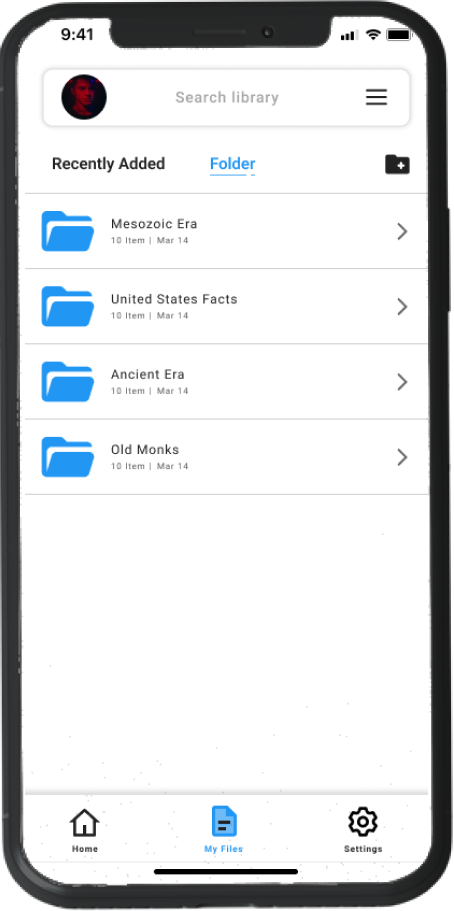 9:41
Search library
Recently Added Folder
Mesozoic Era
10 Item | Mar 14
United States Facts
10 Item | Mar 14
Ancient Era
10 Item | Mar 14
Old Monks
10 Item | Mar 14
Home My Files Settings